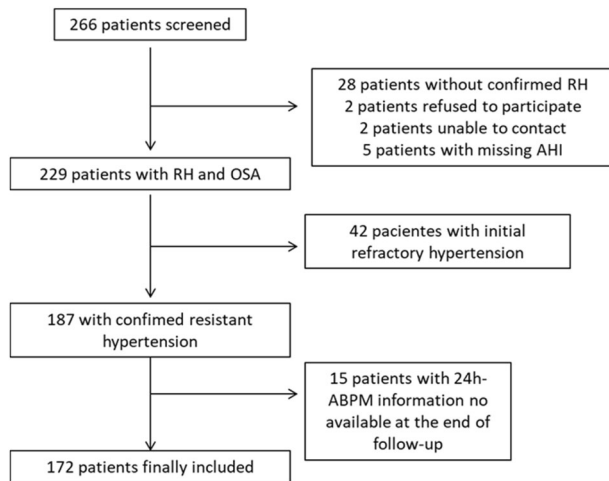 266 patients screened
28 patients without confirmed RH
2 patients refused to participate
2 patients unable to contact
5 patients with missing AHI
229 patients with RH and OSA
42 pacientes with initial
refractory hypertension
187 with confimed resistant
hypertension
15 patients with 24h-
ABPM information no
available at the end of
follow-up
172 patients finally included